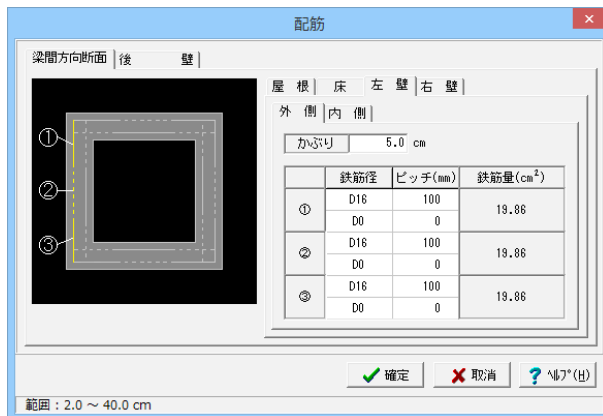 配筋
梁間方向断面 後 壁
屋 根 床 左 壁 右 壁
外 側 内 側
かぶり 5.0 cm
鉄筋径 ピッチ(mm) 鉄筋量(cm²)
① D16 100 19.86
D0 0
② D16 100 19.86
D0 0
③ D16 100 19.86
D0 0
①
②
③
確定 取消 ? ﾍﾙﾌﾟ(H)
範囲：2.0 ～ 40.0 cm